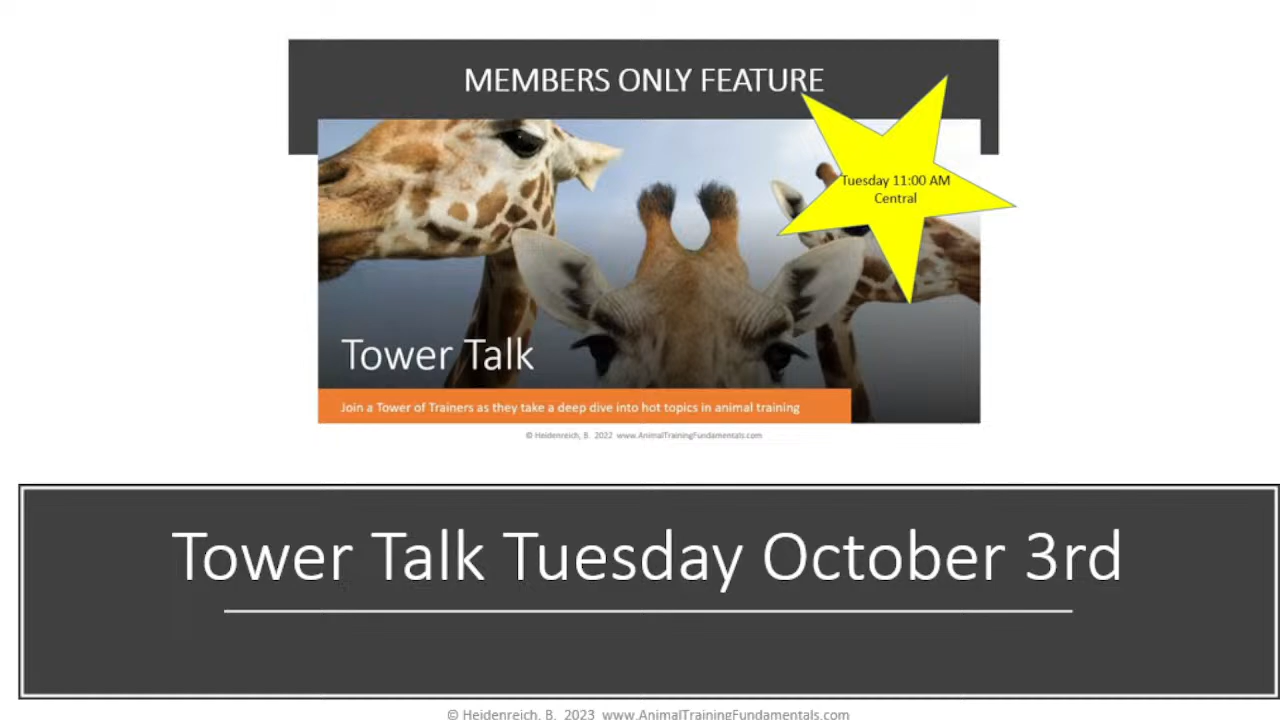 MEMBERS ONLY FEATURE
Tuesday 11:00 AM
Central
Tower Talk
Join a Tower of Trainers as they take a deep dive into hot topics in animal training
© Heidenreich, B. 2022 www.AnimalTrainingFundamentals.com
Tower Talk Tuesday October 3rd
© Heidenreich, B. 2023 www.AnimalTrainingFundamentals.com